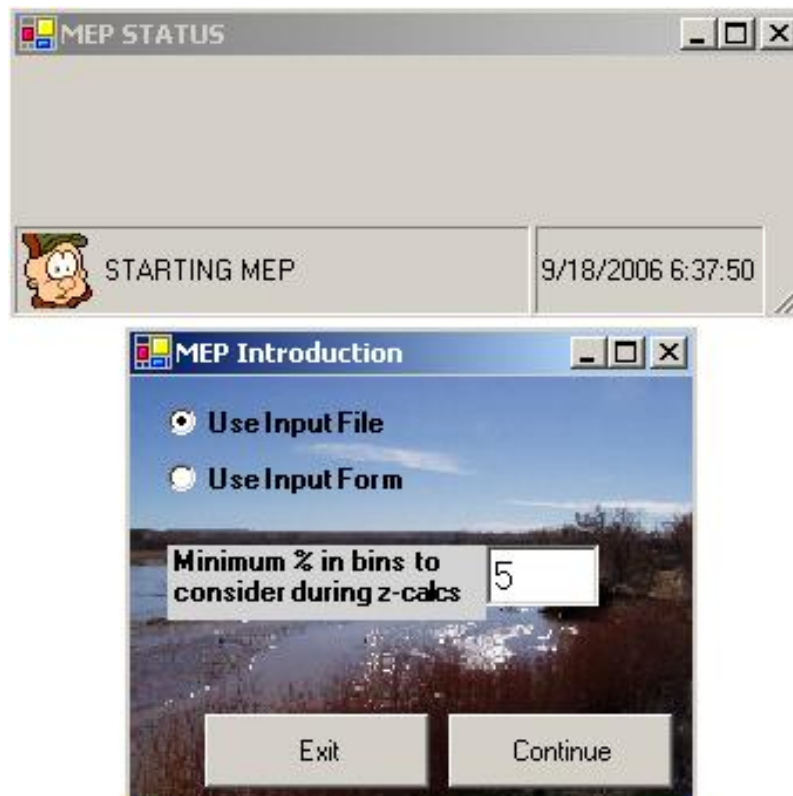 MEP STATUS
STARTING MEP
9/18/2006 6:37:50
MEP Introduction
Use Input File
Use Input Form
Minimum % in bins to
consider during z-calcs
5
Exit
Continue